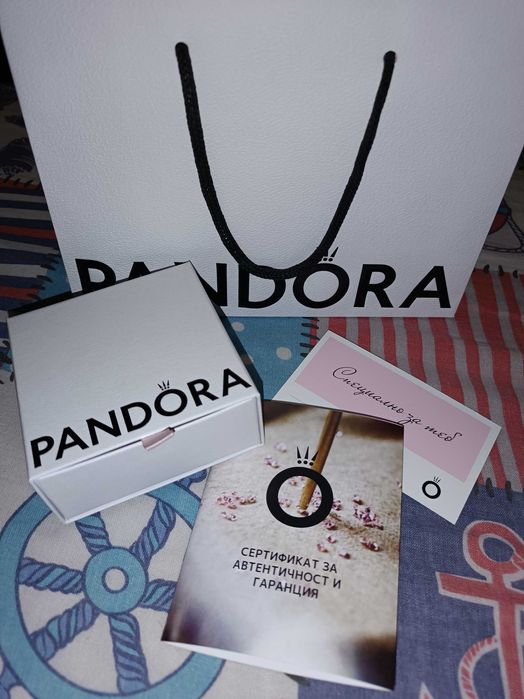 PANDORA
PANDORA
Специално за теб
СЕРТИФИКАТ ЗА
АВТЕНТИЧНОСТ И
ГАРАНЦИЯ